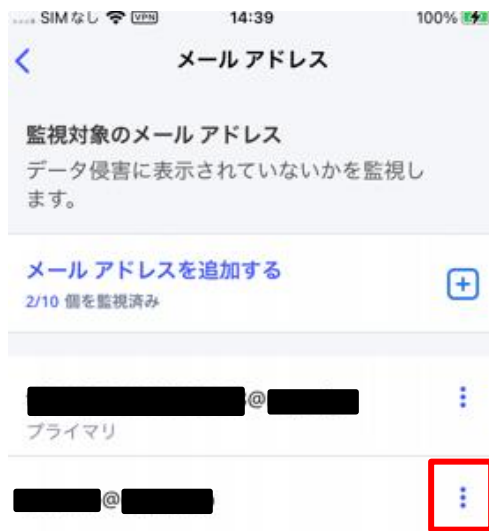 SIMなし VPN 14:39 100%
メール アドレス
監視対象のメール アドレス
データ侵害に表示されていないかを監視し
ます。
メール アドレスを追加する
2/10 個を監視済み
@
プライマリ
@